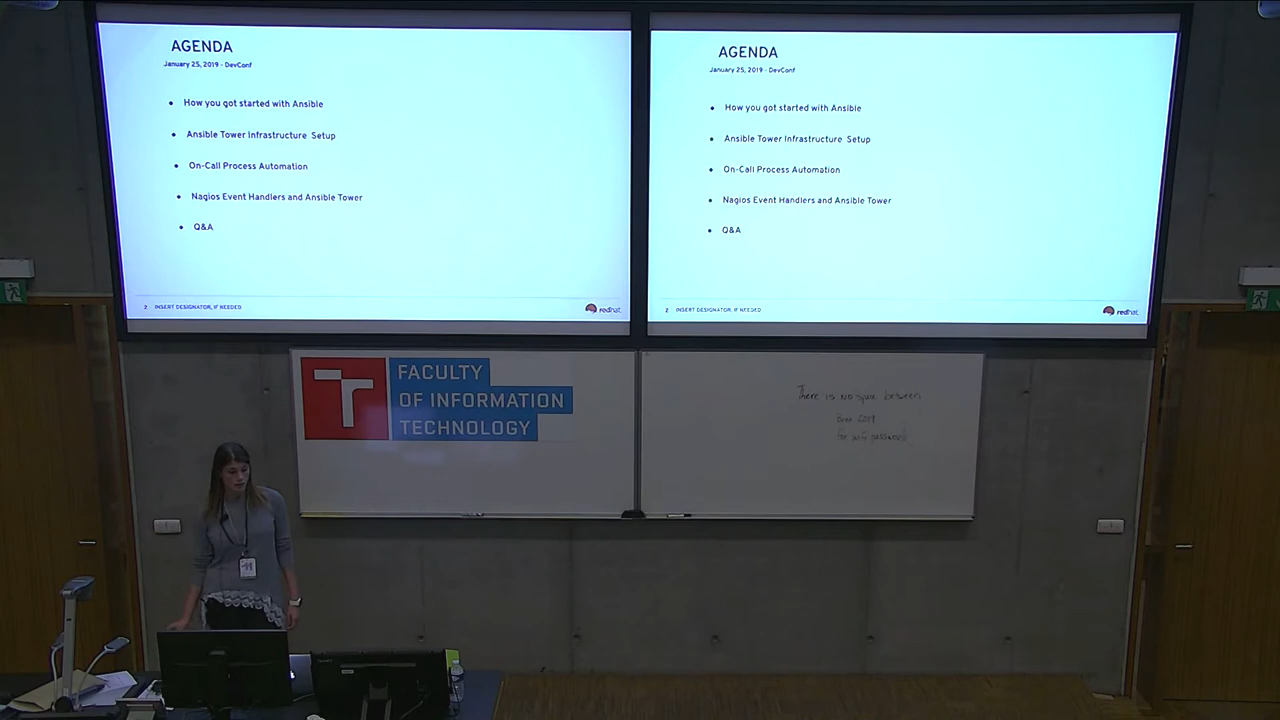 AGENDA
January 25, 2019 - DevConf
• How you got started with Ansible
• Ansible Tower Infrastructure Setup
• On-Call Process Automation
• Nagios Event Handlers and Ansible Tower
• Q&A
2 INSERT DESIGNATOR, IF NEEDED
redhat.
AGENDA
January 25, 2019 - DevConf
• How you got started with Ansible
• Ansible Tower Infrastructure Setup
• On-Call Process Automation
• Nagios Event Handlers and Ansible Tower
• Q&A
2 INSERT DESIGNATOR, IF NEEDED
redhat.
T FACULTY
OF INFORMATION
TECHNOLOGY
There is no space between
2019
for wifi password